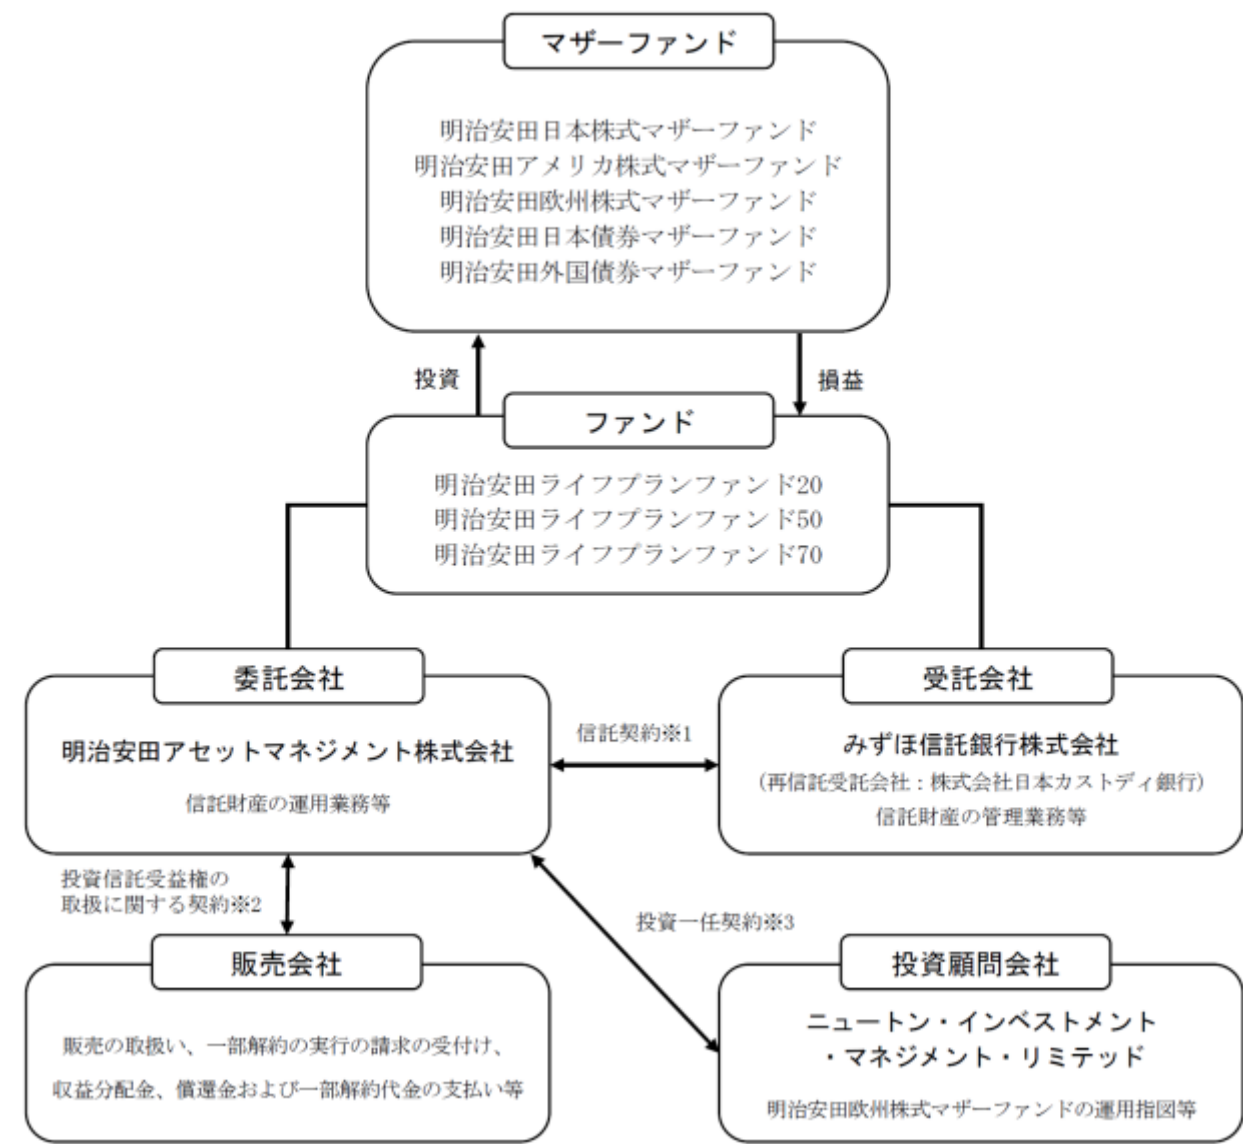 マザーファンド
明治安田日本株式マザーファンド
明治安田アメリカ株式マザーファンド
明治安田欧州株式マザーファンド
明治安田日本債券マザーファンド
明治安田外国債券マザーファンド
投資
損益
ファンド
明治安田ライフプランファンド20
明治安田ライフプランファンド50
明治安田ライフプランファンド70
委託会社
明治安田アセットマネジメント株式会社
信託財産の運用業務等
信託契約※1
受託会社
みずほ信託銀行株式会社
(再信託受託会社：株式会社日本カストディ銀行)
信託財産の管理業務等
投資信託受益権の
取扱に関する契約※2
投資一任契約※3
販売会社
販売の取扱い、一部解約の実行の請求の受付け、
収益分配金、償還金および一部解約代金の支払い等
投資顧問会社
ニュートン・インベストメント
・マネジメント・リミテッド
明治安田欧州株式マザーファンドの運用指図等